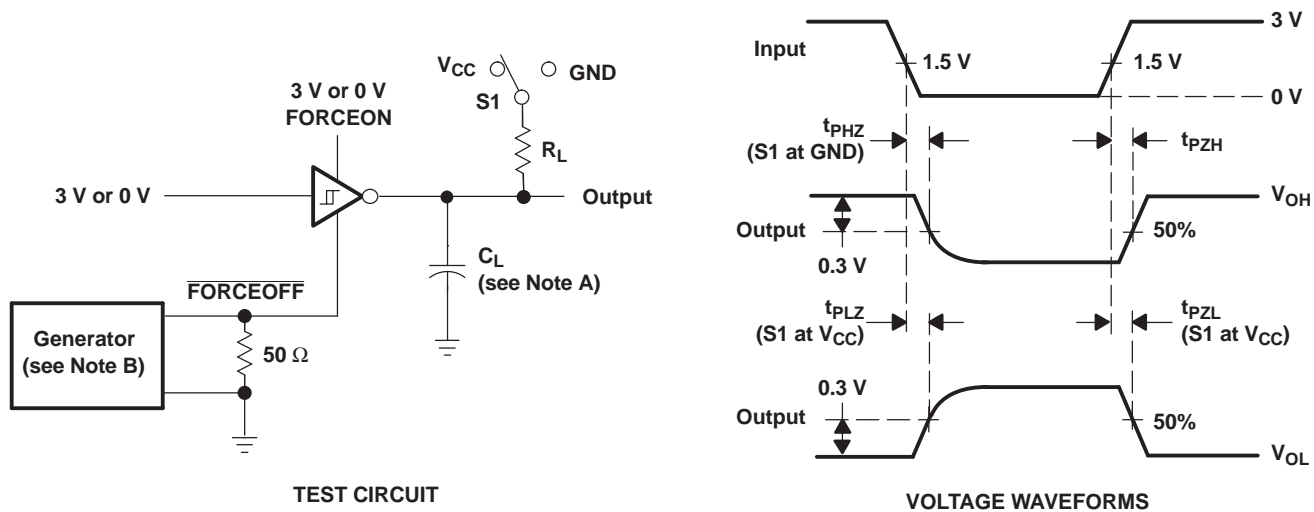 VCC
GND
S1
3 V or 0 V
FORCEON
RL
3 V or 0 V
Output
CL
(see Note A)
FORCEOFF
Generator
(see Note B)
50 Ω
TEST CIRCUIT
Input
3 V
1.5 V
1.5 V
0 V
tPHZ
(S1 at GND)
tPZH
VOH
Output
50%
0.3 V
tPLZ
(S1 at VCC)
tPZL
(S1 at VCC)
0.3 V
Output
50%
VOL
VOLTAGE WAVEFORMS